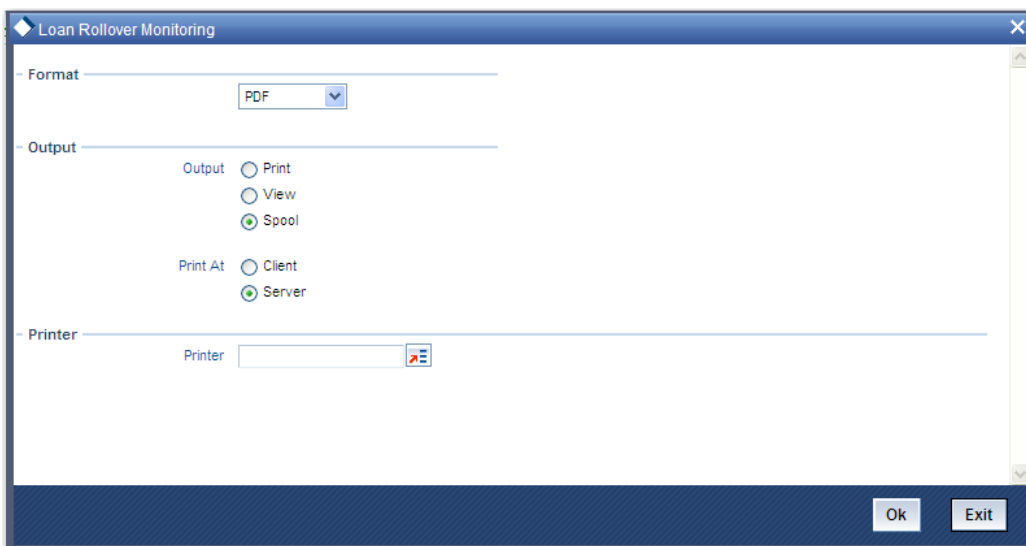 Loan Rollover Monitoring
Format
PDF
Output
Output Print
View
Spool
Print At Client
Server
Printer
Printer
Ok Exit